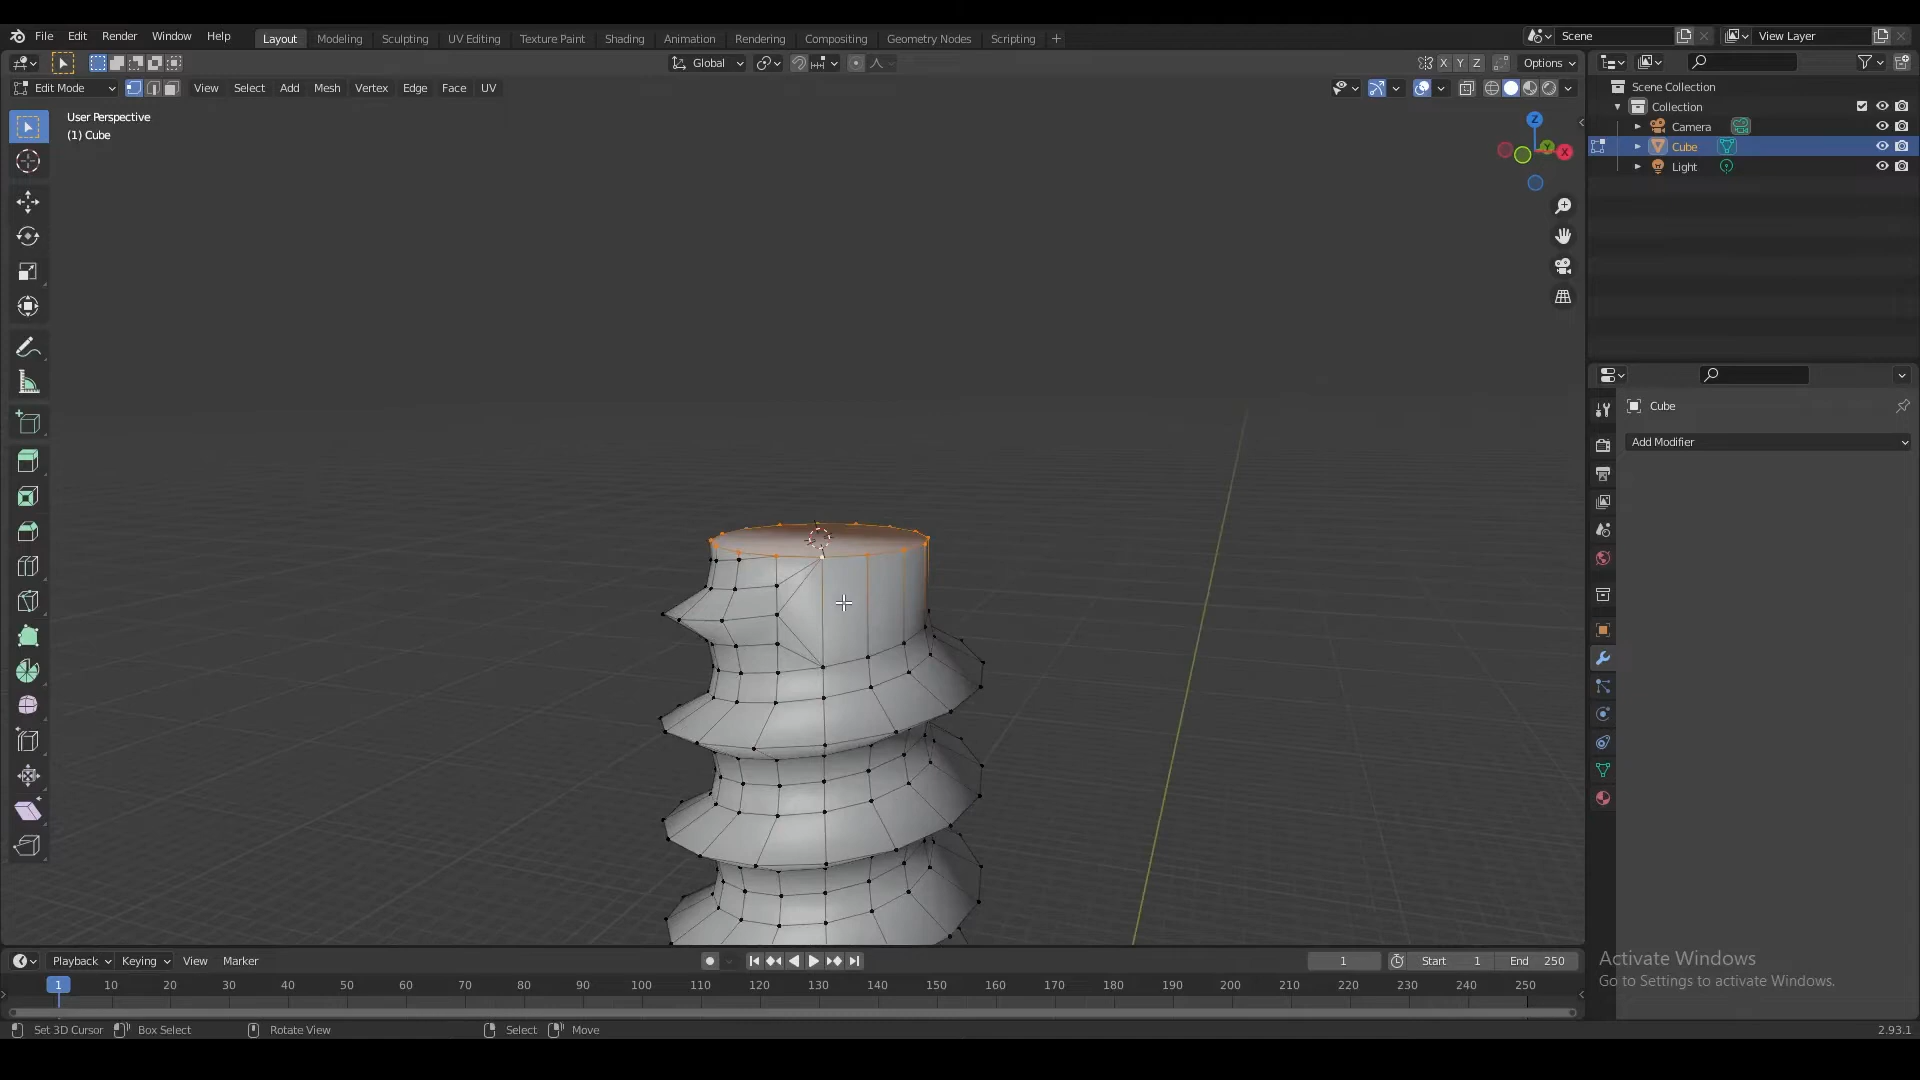 File Edit Render Window Help Layout Modeling Sculpting UV Editing Texture Paint Shading Animation Rendering Compositing Geometry Nodes Scripting + Scene View Layer
Global X Y Z Options
Edit Mode View Select Add Mesh Vertex Edge Face UV
User Perspective
(1) Cube
Z
Y
X
Scene Collection
Collection
Camera
Cube
Light
Cube
Add Modifier
Playback Keying View Marker 1 Start 1 End 250
1 10 20 30 40 50 60 70 80 90 100 110 120 130 140 150 160 170 180 190 200 210 220 230 240 250
Activate Windows
Go to Settings to activate Windows.
Set 3D Cursor Box Select Rotate View Select Move 2.93.1